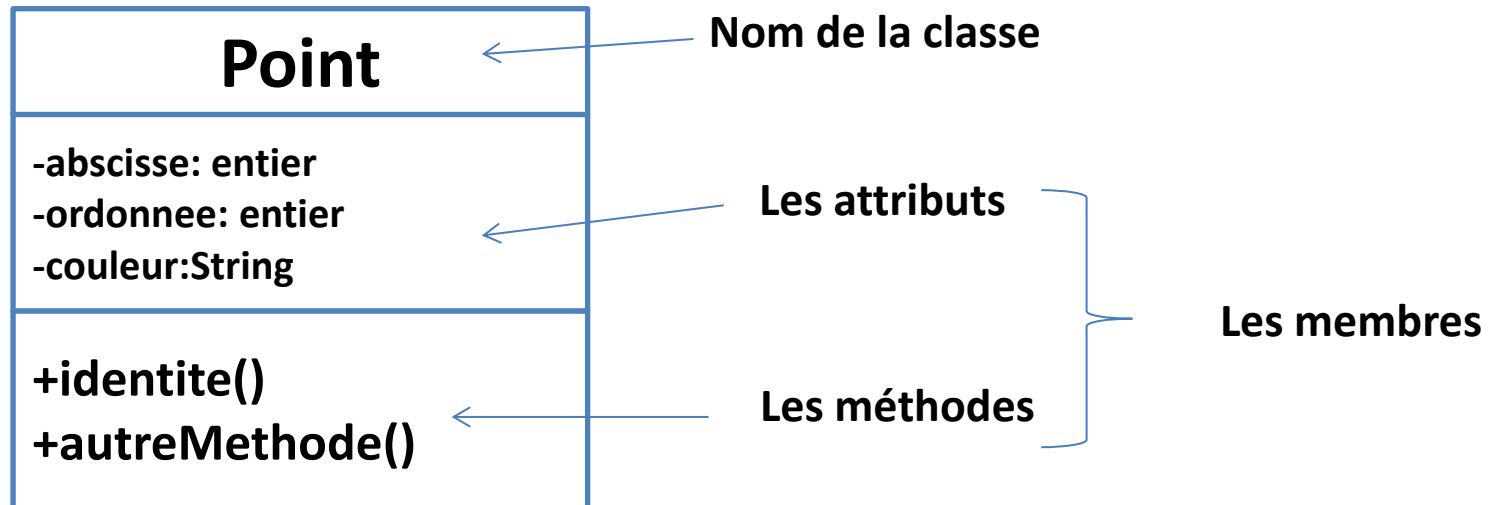 Point
Nom de la classe
-abscisse: entier
-ordonnee: entier
-couleur:String
Les attributs
Les membres
+identite()
+autreMethode()
Les méthodes